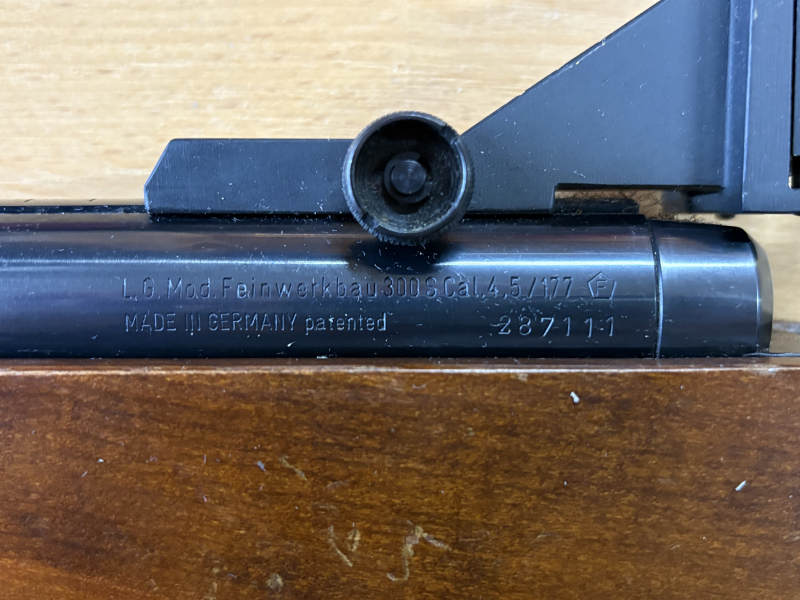 L.G. Mod. Feinwerkbau 300 S Cal. 4,5/177 F
MADE IN GERMANY patented 287111